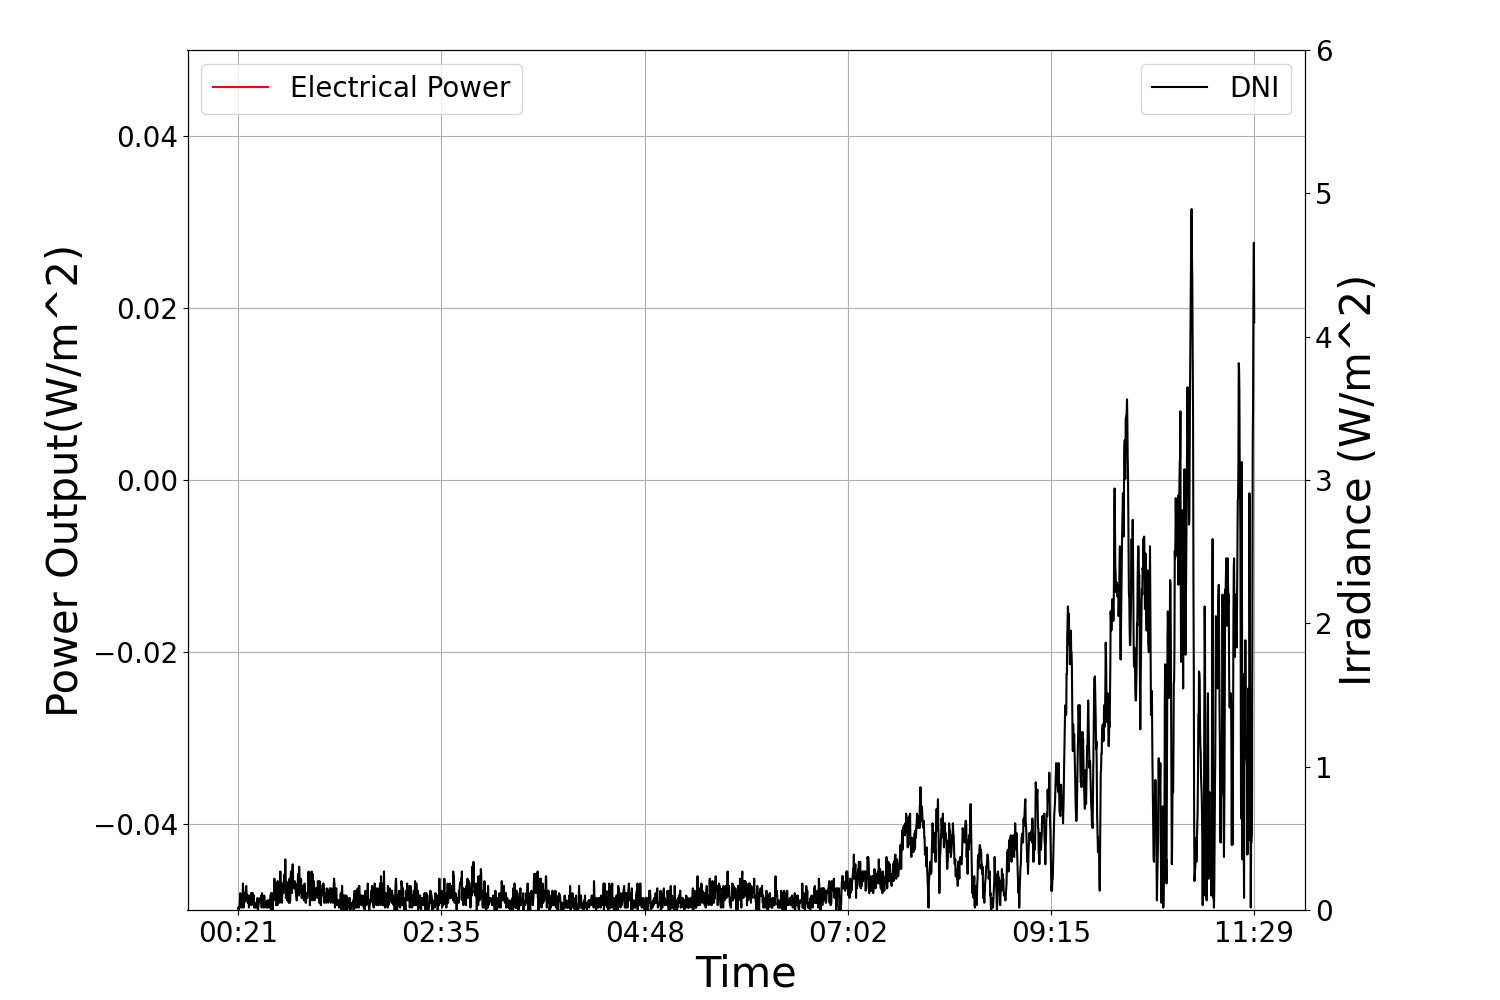 Electrical Power
DNI
Power Output(W/m^2)
0.04
0.02
0.00
−0.02
−0.04
6
5
4
3
2
1
0
Irradiance (W/m^2)
00:21 02:35 04:48 07:02 09:15 11:29
Time